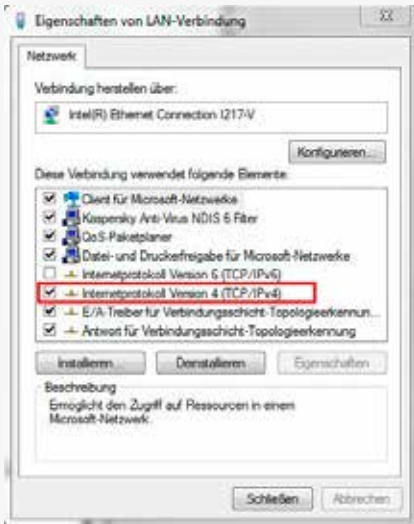 Eigenschaften von LAN-Verbindung
Netzwerk
Verbindung herstellen über:
Intel(R) Ethernet Connection I217-V
Konfigurieren...
Diese Verbindung verwendet folgende Elemente:
Client für Microsoft-Netzwerke
Kaspersky Anti-Virus NDIS 6 Filter
QoS-Paketplaner
Datei- und Druckerfreigabe für Microsoft-Netzwerke
Internetprotokoll Version 6 (TCP/IPv6)
Internetprotokoll Version 4 (TCP/IPv4)
E/A-Treiber für Verbindungsschicht-Topologieerkennun...
Antwort für Verbindungsschicht-Topologieerkennung
Installieren...
Deinstallieren
Eigenschaften
Beschreibung
Ermöglicht den Zugriff auf Ressourcen in einem
Microsoft-Netzwerk.
Schließen
Abbrechen